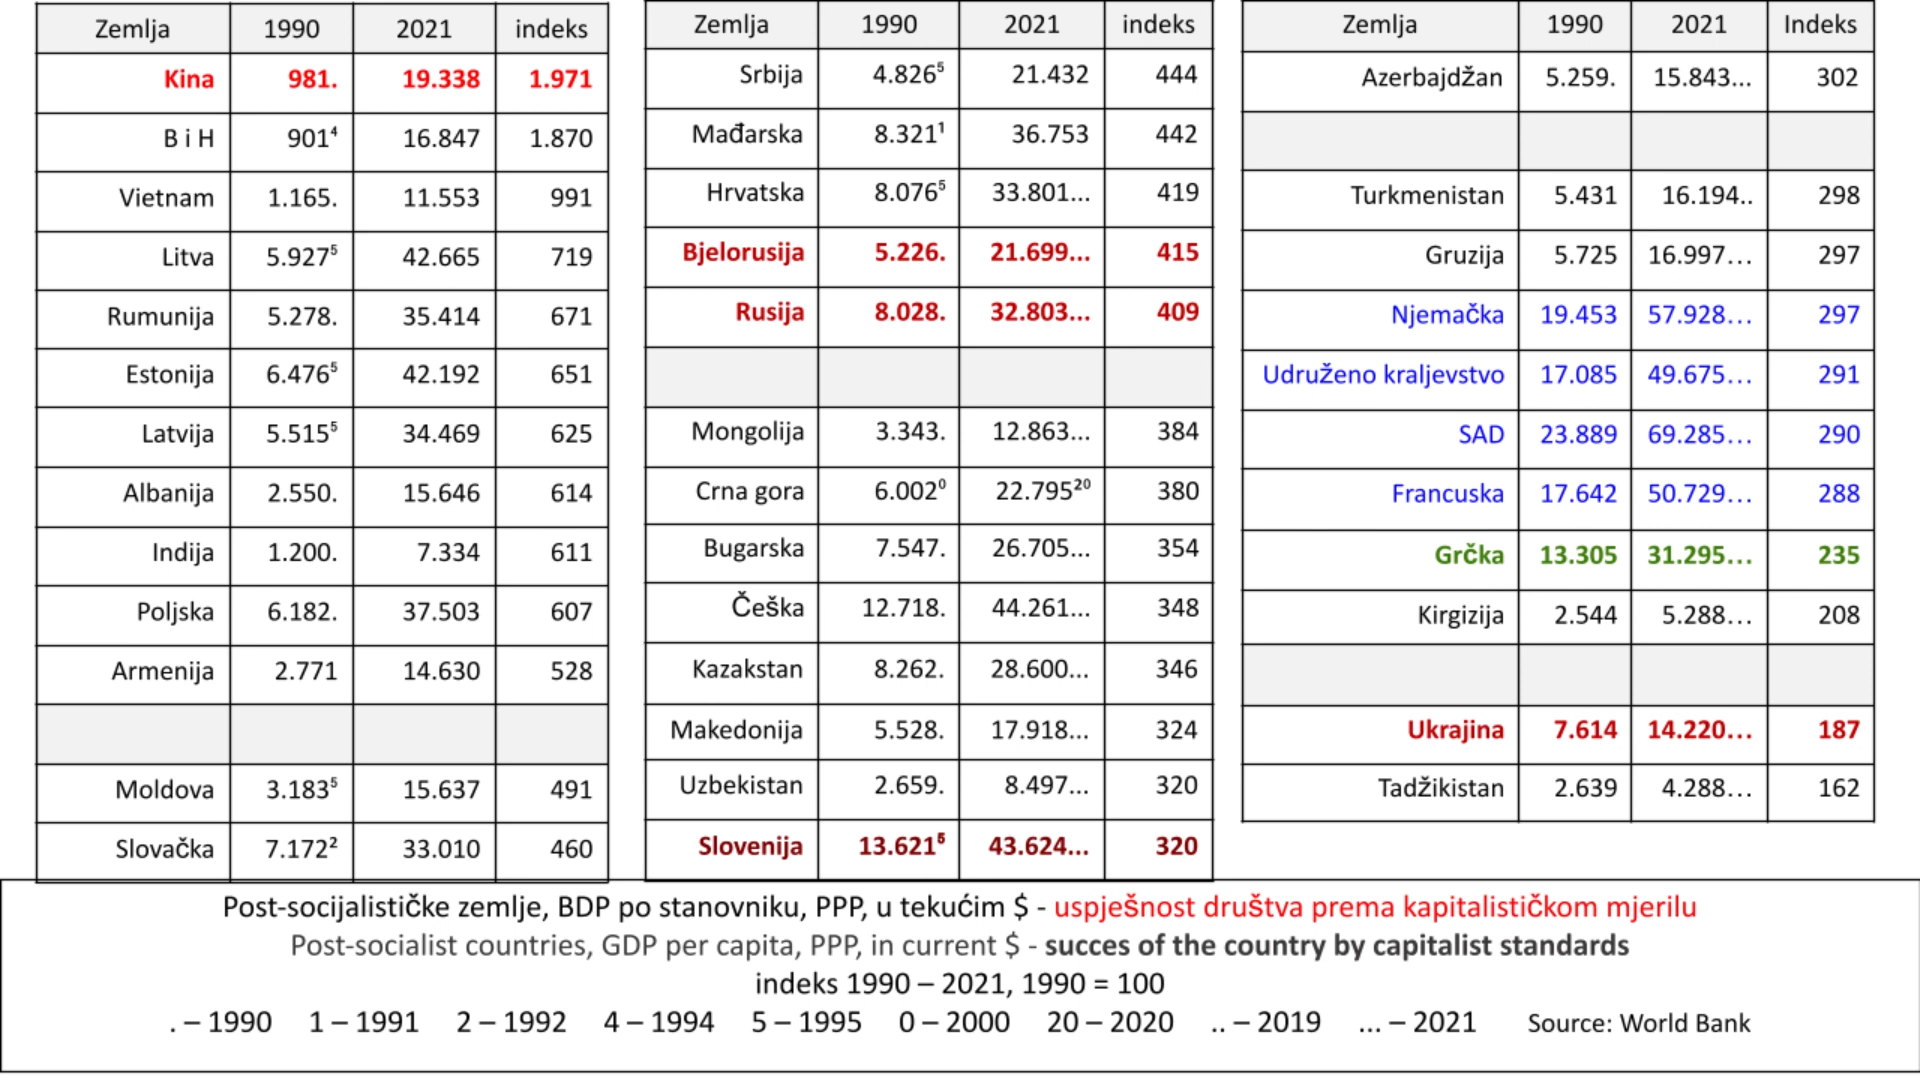 Zemlja 1990 2021 indeks
Kina 981. 19.338 1.971
B i H 901⁴ 16.847 1.870
Vietnam 1.165. 11.553 991
Litva 5.927⁵ 42.665 719
Rumunija 5.278. 35.414 671
Estonija 6.476⁵ 42.192 651
Latvija 5.515⁵ 34.469 625
Albanija 2.550. 15.646 614
Indija 1.200. 7.334 611
Poljska 6.182. 37.503 607
Armenija 2.771 14.630 528
Moldova 3.183⁵ 15.637 491
Slovačka 7.172² 33.010 460
Zemlja 1990 2021 indeks
Srbija 4.826⁵ 21.432 444
Mađarska 8.321¹ 36.753 442
Hrvatska 8.076⁵ 33.801... 419
Bjelorusija 5.226. 21.699... 415
Rusija 8.028. 32.803... 409
Mongolija 3.343. 12.863... 384
Crna gora 6.002⁰ 22.795²⁰ 380
Bugarska 7.547. 26.705... 354
Češka 12.718. 44.261... 348
Kazakstan 8.262. 28.600... 346
Makedonija 5.528. 17.918... 324
Uzbekistan 2.659. 8.497... 320
Slovenija 13.621⁵ 43.624... 320
Zemlja 1990 2021 Indeks
Azerbajdžan 5.259. 15.843... 302
Turkmenistan 5.431 16.194.. 298
Gruzija 5.725 16.997... 297
Njemačka 19.453 57.928... 297
Udruženo kraljevstvo 17.085 49.675... 291
SAD 23.889 69.285... 290
Francuska 17.642 50.729... 288
Grčka 13.305 31.295... 235
Kirgizija 2.544 5.288... 208
Ukrajina 7.614 14.220... 187
Tadžikistan 2.639 4.288... 162
Post-socijalističke zemlje, BDP po stanovniku, PPP, u tekućim $ - uspješnost društva prema kapitalističkom mjerilu
Post-socialist countries, GDP per capita, PPP, in current $ - succes of the country by capitalist standards
indeks 1990 – 2021, 1990 = 100
. – 1990 1 – 1991 2 – 1992 4 – 1994 5 – 1995 0 – 2000 20 – 2020 .. – 2019 ... – 2021 Source: World Bank